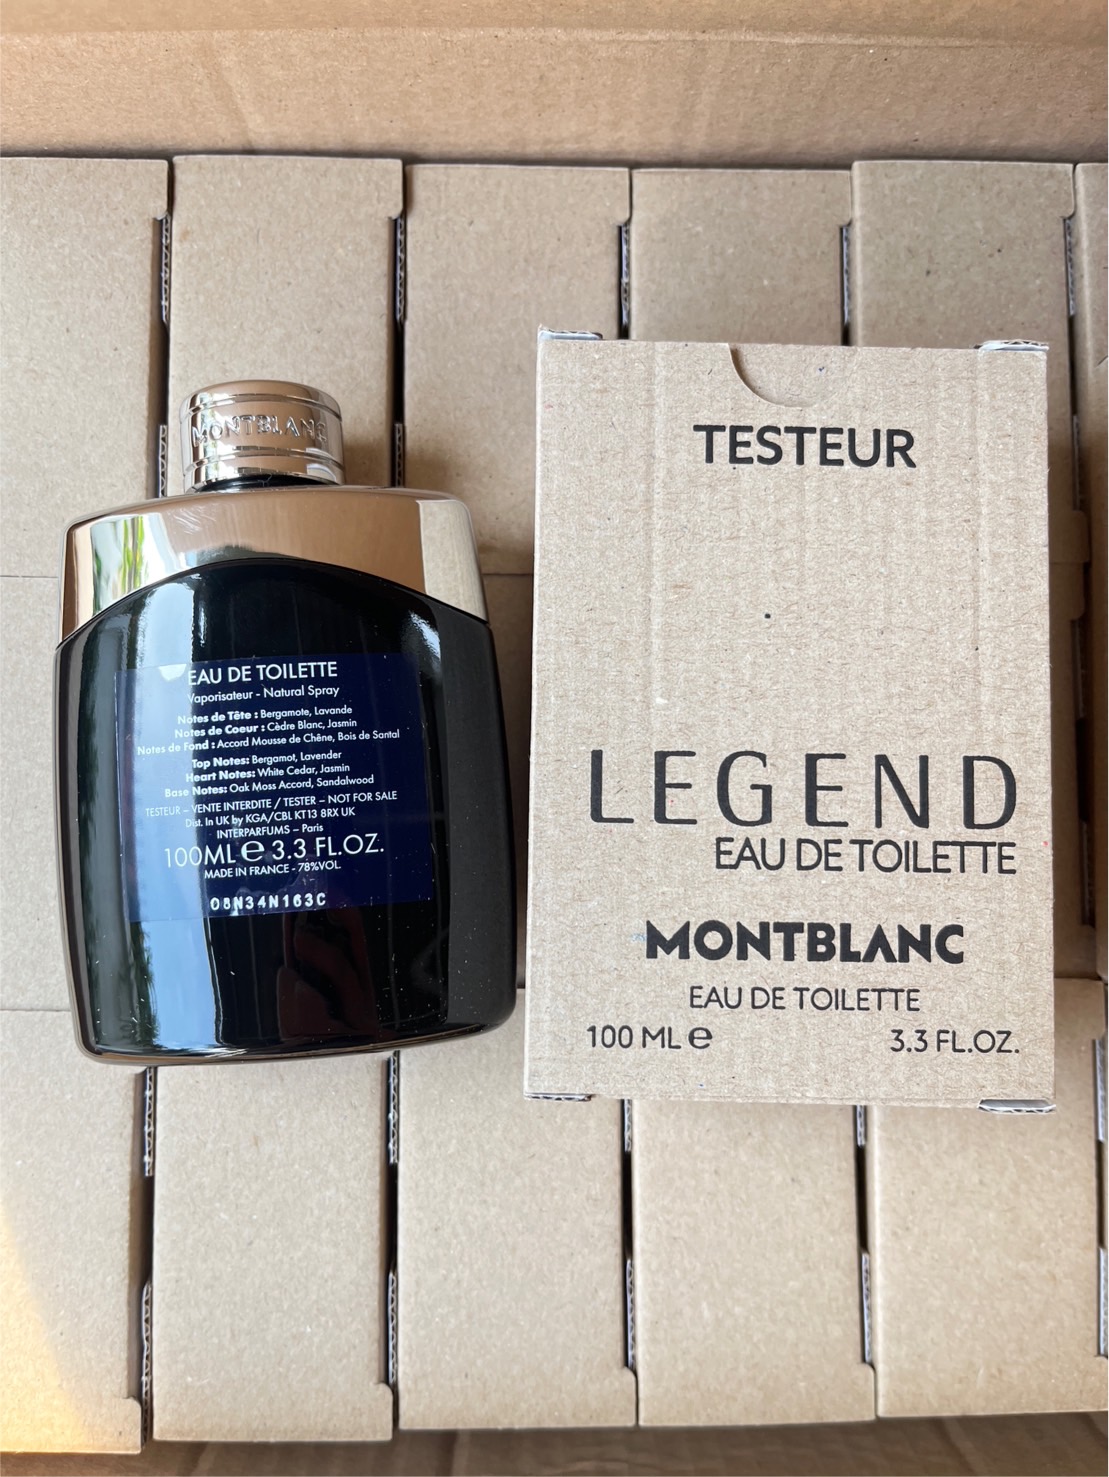 MONTBLANC
EAU DE TOILETTE
Vaporisateur - Natural Spray
Notes de Tête : Bergamote, Lavande
Notes de Coeur : Cèdre Blanc, Jasmin
Notes de Fond : Accord Mousse de Chêne, Bois de Santal
Top Notes: Bergamot, Lavender
Heart Notes: White Cedar, Jasmin
Base Notes: Oak Moss Accord, Sandalwood
TESTEUR – VENTE INTERDITE / TESTER – NOT FOR SALE
Dist. In UK by KGA/CBL KT13 8RX UK
INTERPARFUMS – Paris
100ML e 3.3 FL.OZ.
MADE IN FRANCE - 78%VOL.
08N34N163C
TESTEUR
LEGEND
EAU DE TOILETTE
MONTBLANC
EAU DE TOILETTE
100 ML e 3.3 FL.OZ.